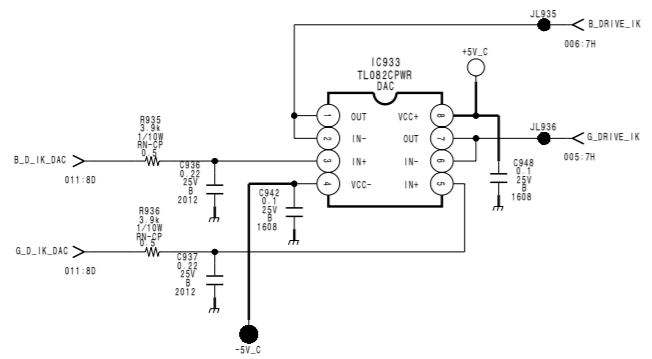 JL935
B_DRIVE_IK
006:7H
+5V_C
IC933
TL082CPWR
DAC
1 OUT
2 IN-
3 IN+
4 VCC-
VCC+ 8
OUT 7
IN- 6
IN+ 5
JL936
G_DRIVE_IK
005:7H
R935
3.9k
1/10W
RN-CP
0.5
B_D_IK_DAC
011:8D
C936
0.22
25V
B
2012
C942
0.1
25V
B
1608
C948
0.1
25V
B
1608
R936
3.9k
1/10W
RN-CP
0.5
G_D_IK_DAC
011:8D
C937
0.22
25V
B
2012
-5V_C